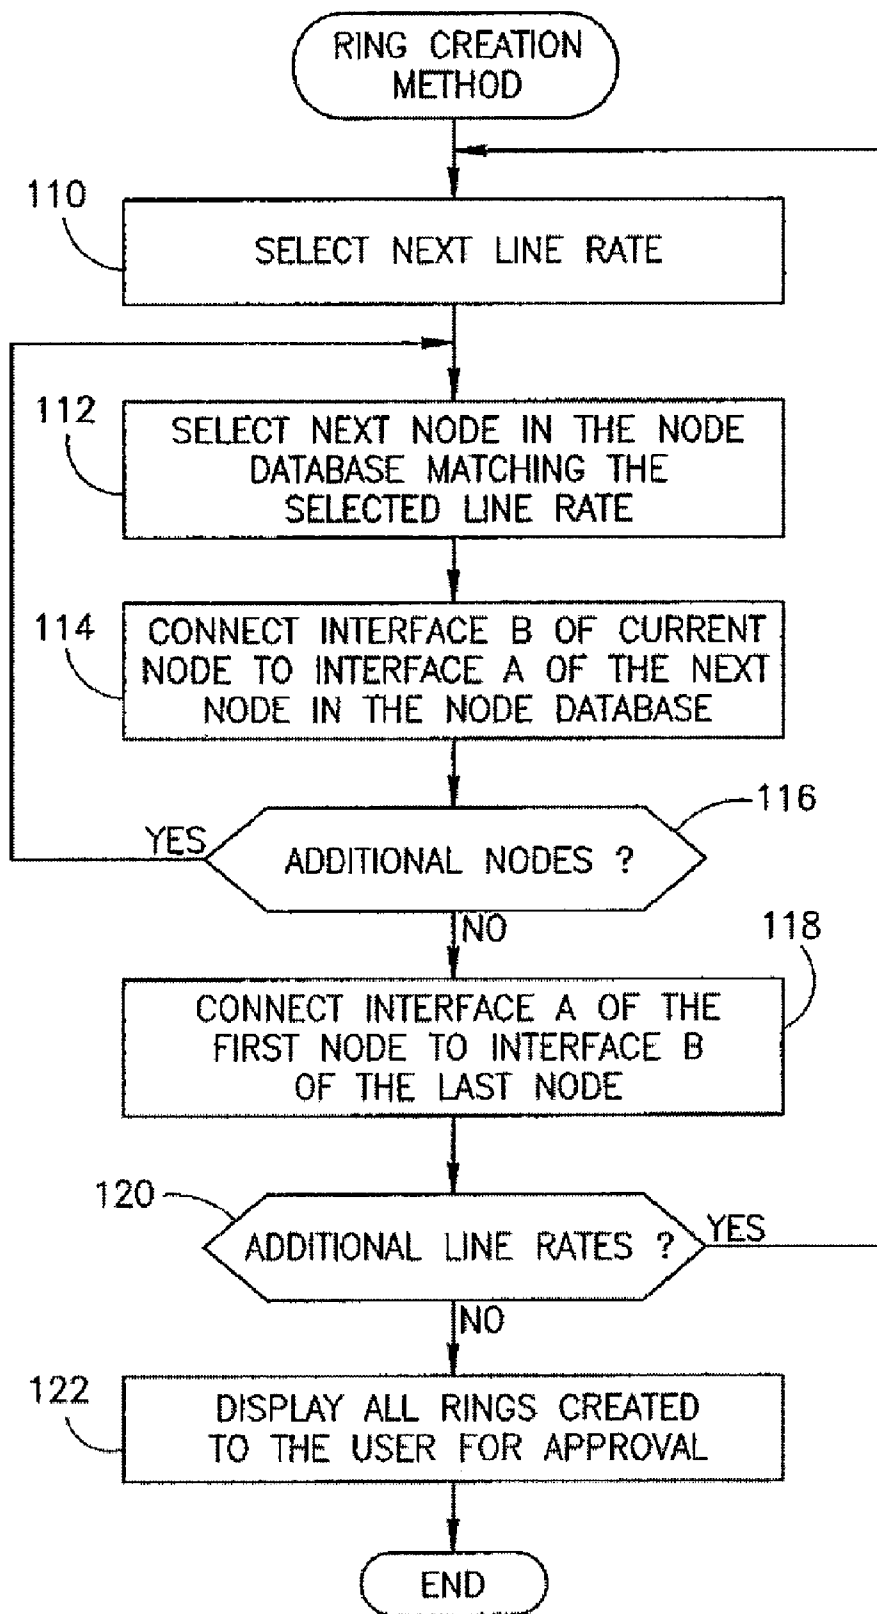 RING CREATION
METHOD
110
SELECT NEXT LINE RATE
112
SELECT NEXT NODE IN THE NODE
DATABASE MATCHING THE
SELECTED LINE RATE
114
CONNECT INTERFACE B OF CURRENT
NODE TO INTERFACE A OF THE NEXT
NODE IN THE NODE DATABASE
116
YES
ADDITIONAL NODES ?
NO
118
CONNECT INTERFACE A OF THE
FIRST NODE TO INTERFACE B
OF THE LAST NODE
120
ADDITIONAL LINE RATES ?
YES
NO
122
DISPLAY ALL RINGS CREATED
TO THE USER FOR APPROVAL
END